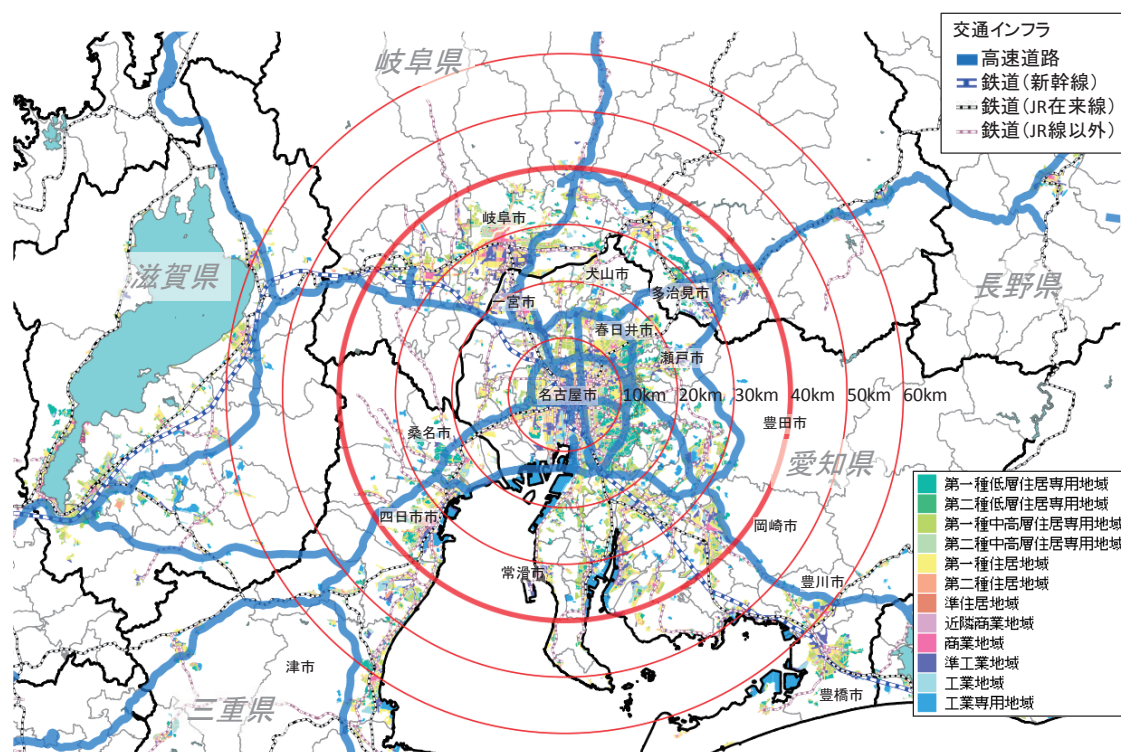 交通インフラ
高速道路
鉄道(新幹線)
鉄道(JR在来線)
鉄道(JR線以外)
岐阜県
岐阜市
滋賀県
犬山市
長野県
多治見市
一宮市
春日井市
瀬戸市
名古屋市
10km 20km 30km 40km 50km 60km
豊田市
桑名市
愛知県
四日市市
岡崎市
常滑市
豊川市
津市
三重県
豊橋市
第一種低層住居専用地域
第二種低層住居専用地域
第一種中高層住居専用地域
第二種中高層住居専用地域
第一種住居地域
第二種住居地域
準住居地域
近隣商業地域
商業地域
準工業地域
工業地域
工業専用地域